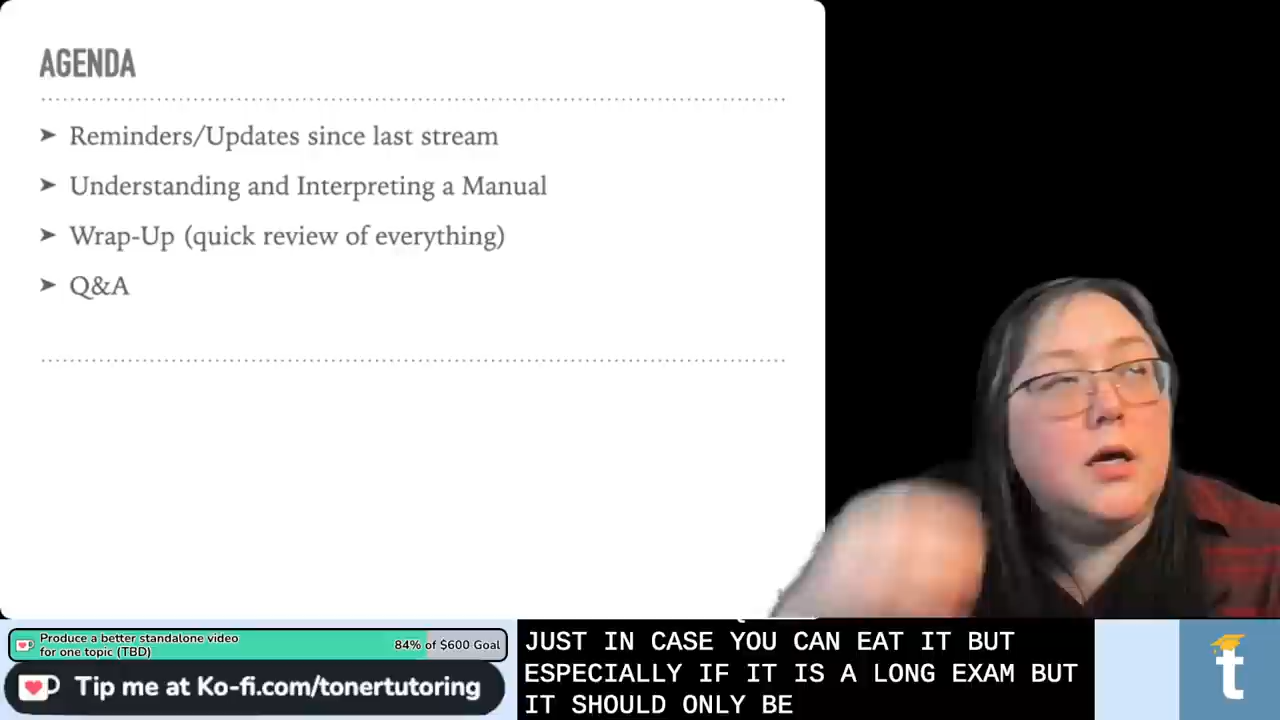 AGENDA
➤ Reminders/Updates since last stream
➤ Understanding and Interpreting a Manual
➤ Wrap-Up (quick review of everything)
➤ Q&A
Produce a better standalone video
for one topic (TBD)
84% of $600 Goal
Tip me at Ko-fi.com/tonertutoring
JUST IN CASE YOU CAN EAT IT BUT
ESPECIALLY IF IT IS A LONG EXAM BUT
IT SHOULD ONLY BE
t